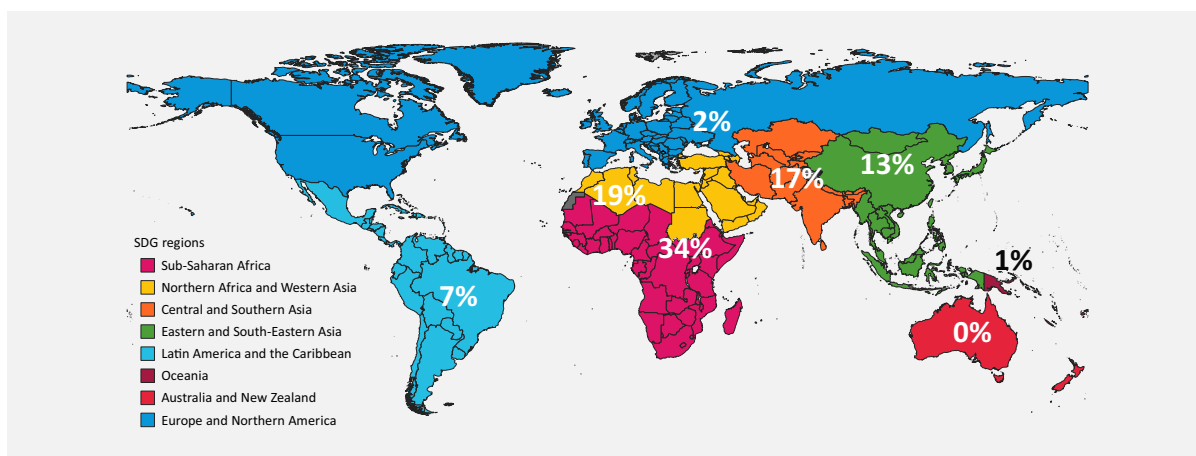 2%
13%
17%
19%
34%
1%
7%
0%
SDG regions
Sub-Saharan Africa
Northern Africa and Western Asia
Central and Southern Asia
Eastern and South-Eastern Asia
Latin America and the Caribbean
Oceania
Australia and New Zealand
Europe and Northern America